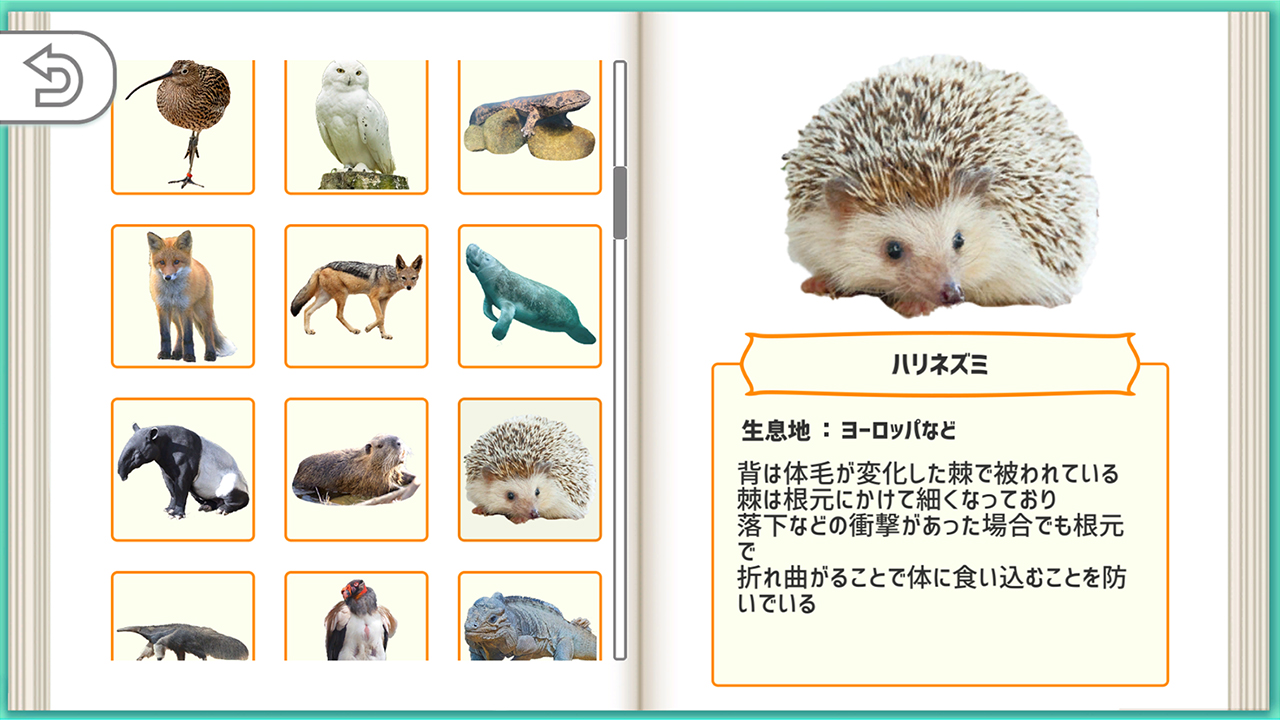 ハリネズミ
生息地 : ヨーロッパなど
背は体毛が変化した棘で被われている
棘は根元にかけて細くなっており
落下などの衝撃があった場合でも根元
で
折れ曲がることで体に食い込むことを防
いでいる